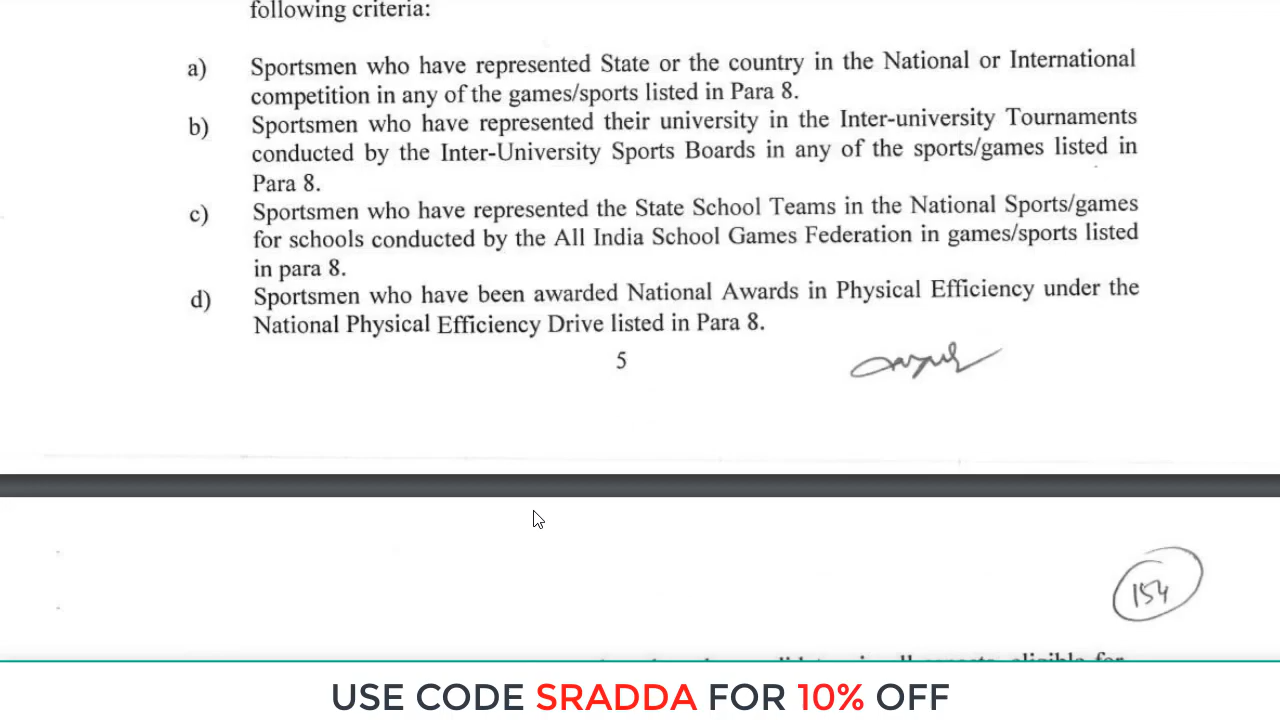 following criteria:
a) Sportsmen who have represented State or the country in the National or International
competition in any of the games/sports listed in Para 8.
b) Sportsmen who have represented their university in the Inter-university Tournaments
conducted by the Inter-University Sports Boards in any of the sports/games listed in
Para 8.
c) Sportsmen who have represented the State School Teams in the National Sports/games
for schools conducted by the All India School Games Federation in games/sports listed
in para 8.
d) Sportsmen who have been awarded National Awards in Physical Efficiency under the
National Physical Efficiency Drive listed in Para 8.
5
154
eligible for
USE CODE SRADDA FOR 10% OFF